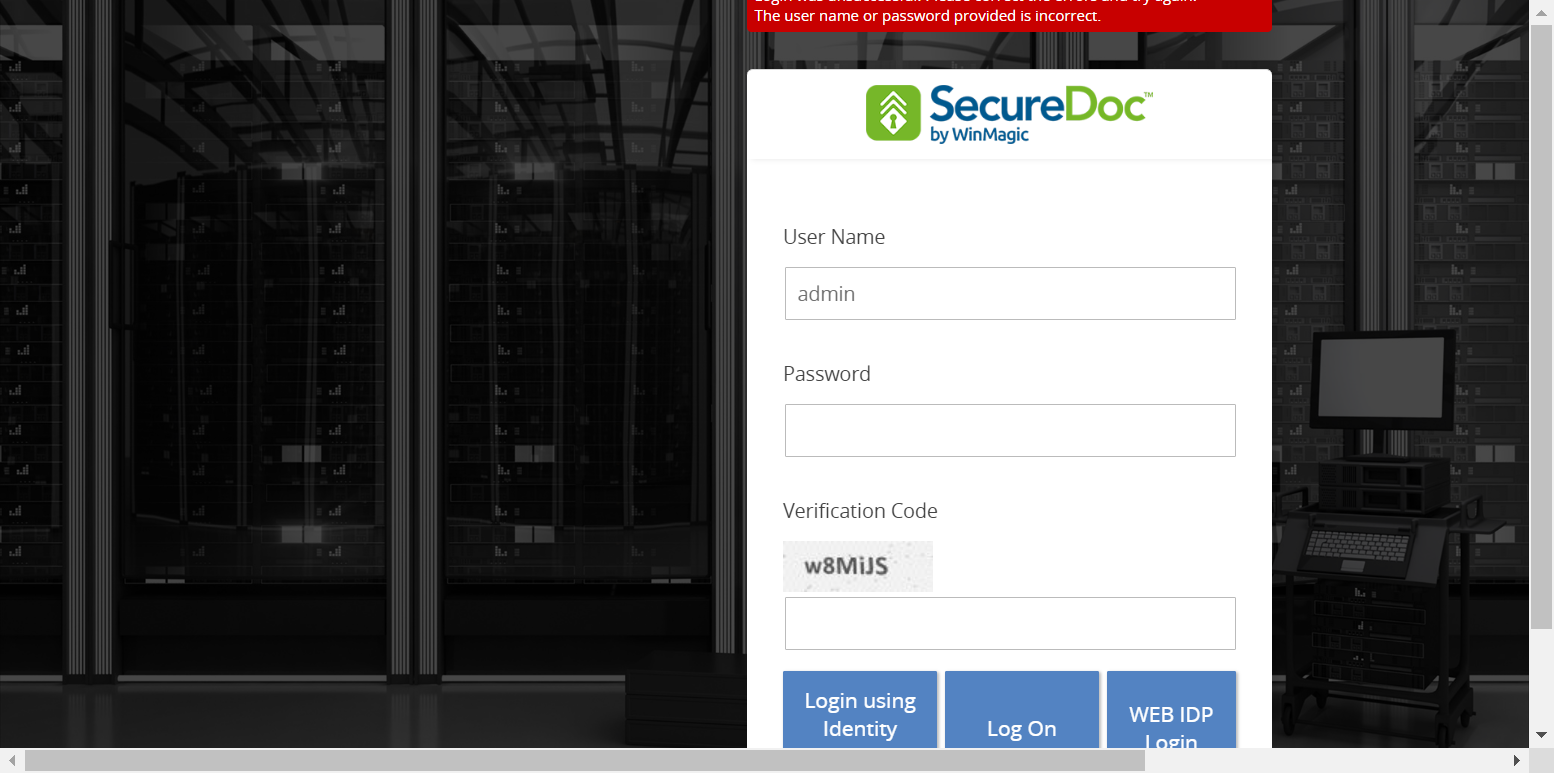 The user name or password provided is incorrect.
SecureDoc™
by WinMagic
User Name
admin
Password
Verification Code
w8MiJS
Login using
Identity
Log On
WEB IDP
Login